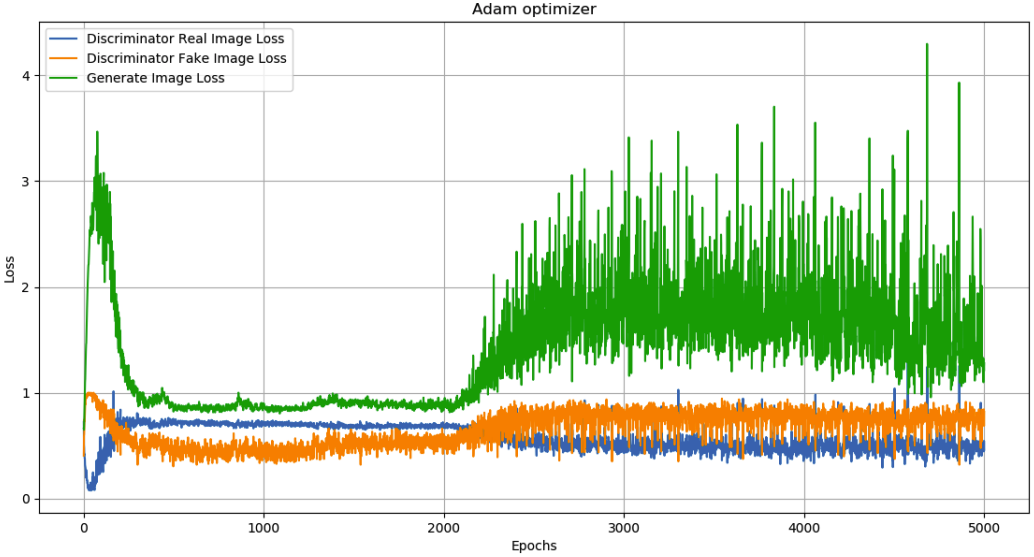 Adam optimizer
Discriminator Real Image Loss
Discriminator Fake Image Loss
Generate Image Loss
4
3
2
1
0
Loss
0 1000 2000 3000 4000 5000
Epochs